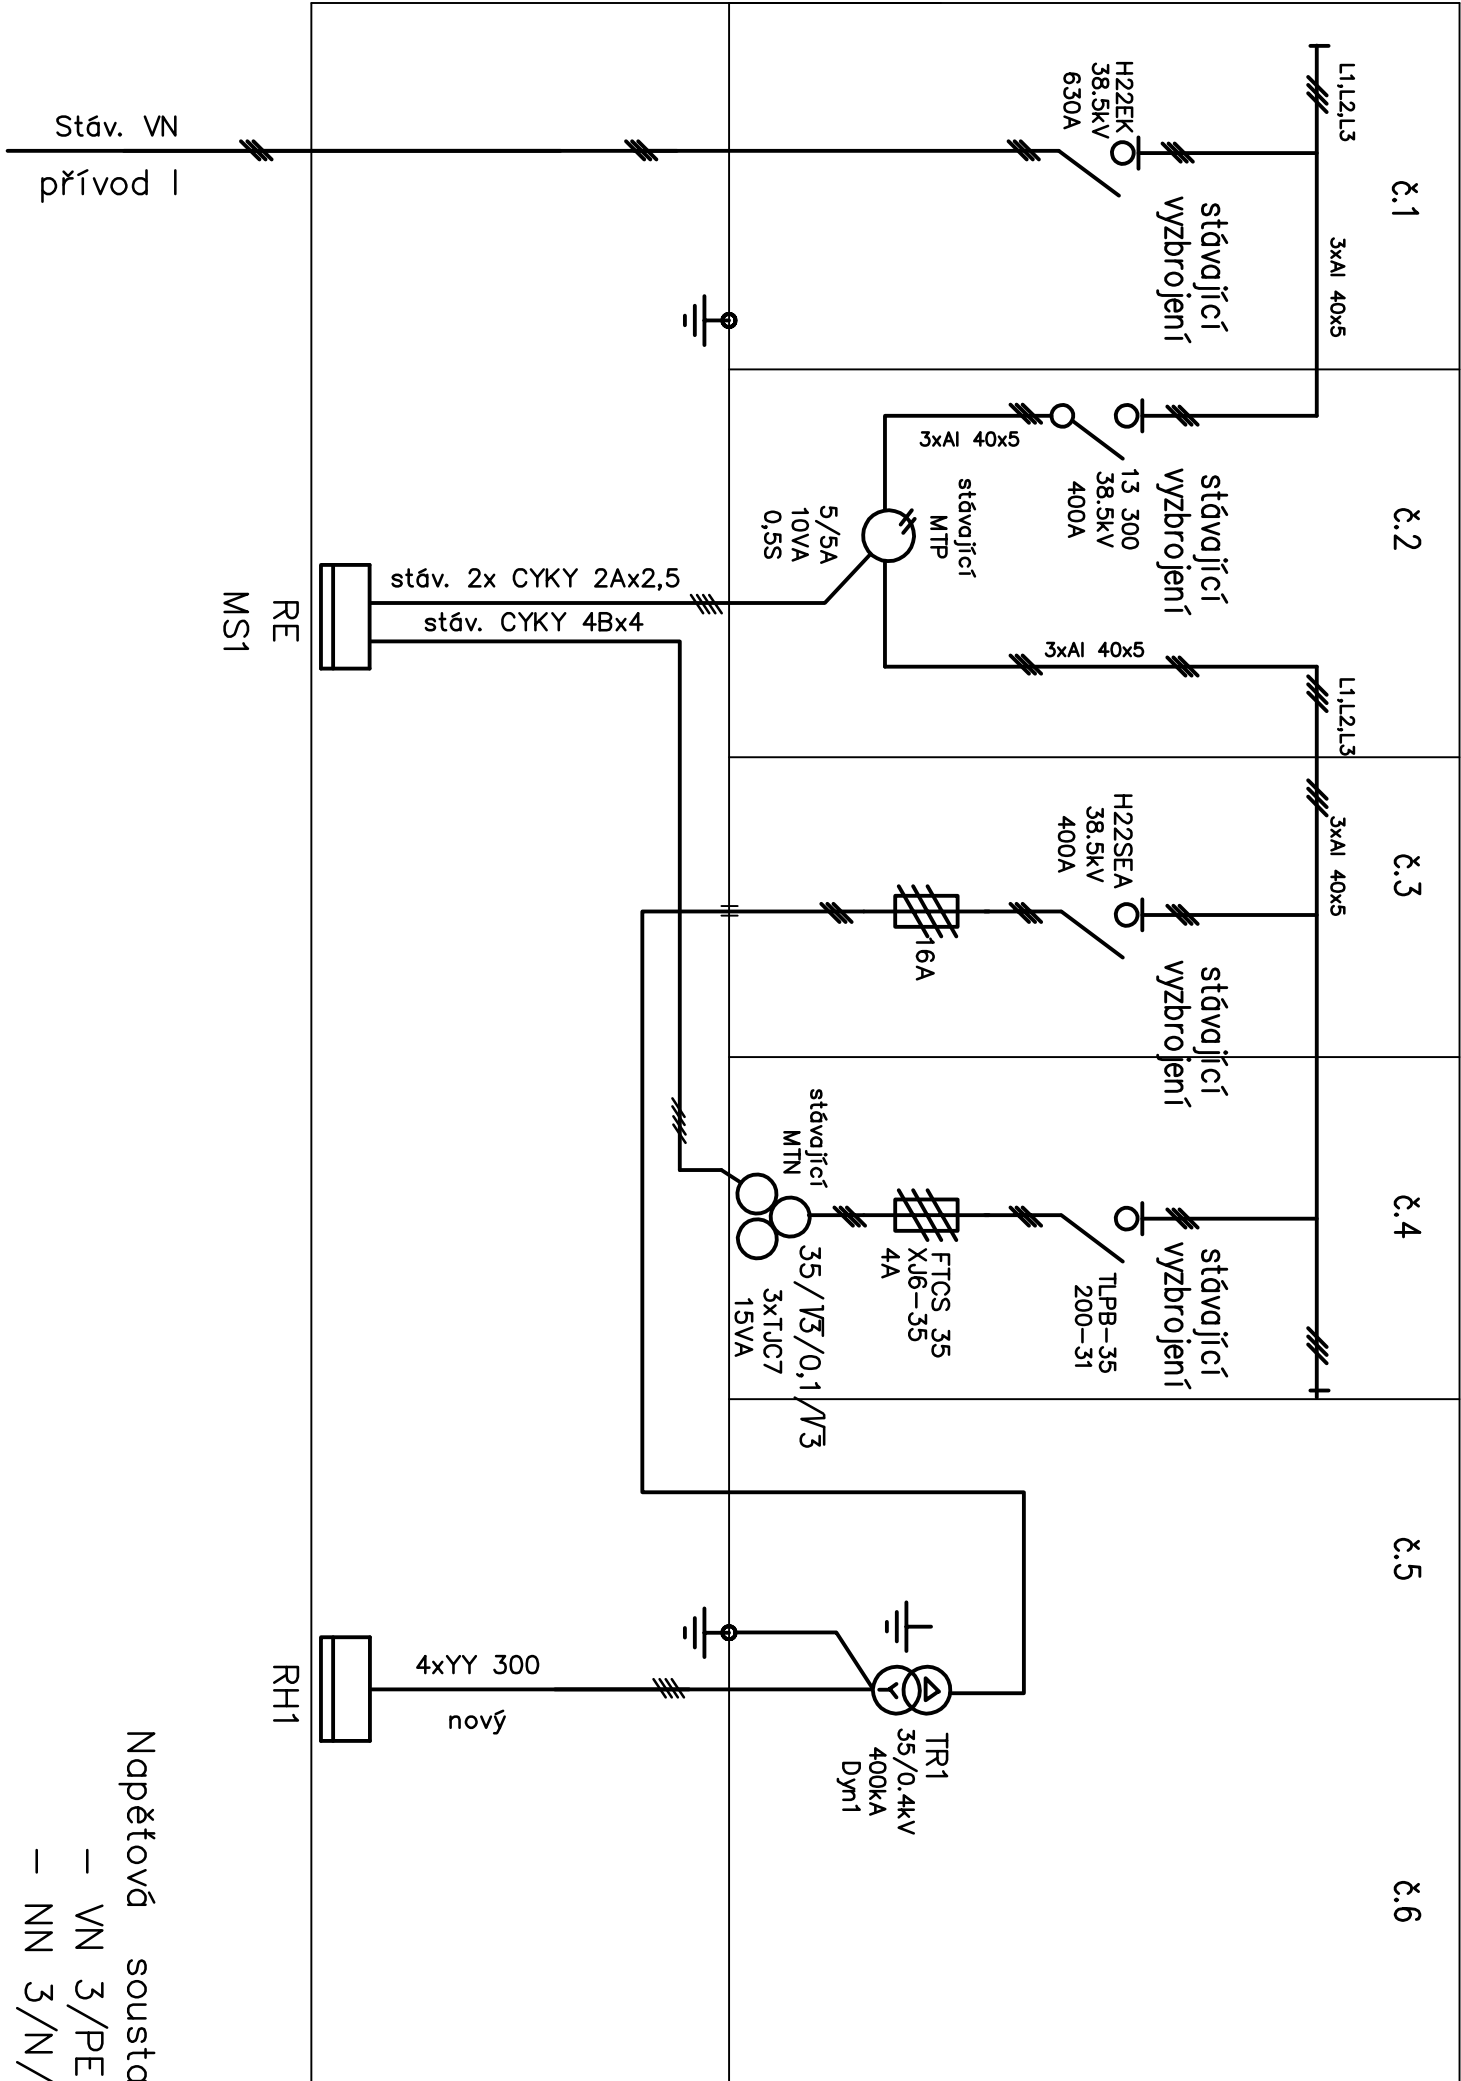 č.1
č.2
č.3
č.4
č.5
č.6
L1,L2,L3
3xAl 40x5
H22EK
38.5kV
630A
stávající
vyzbrojení
Stáv. VN
přívod I
stávající
vyzbrojení
13 300
38.5kV
400A
3xAl 40x5
stávající
MTP
5/5A
10VA
0,5S
3xAl 40x5
L1,L2,L3
stáv. 2x CYKY 2Ax2,5
stáv. CYKY 4Bx4
RE
MS1
3xAl 40x5
H22SEA
38.5kV
400A
stávající
vyzbrojení
16A
stávající
vyzbrojení
TLPB-35
200-31
FTCS 35
XJ6-35
4A
stávající
MTN
35/√3/0,1/√3
3xTJC7
15VA
TR1
35/0.4kV
400kA
Dyn1
4xYY 300
nový
RH1
Napěťová sousta
- VN 3/PE
- NN 3/N/